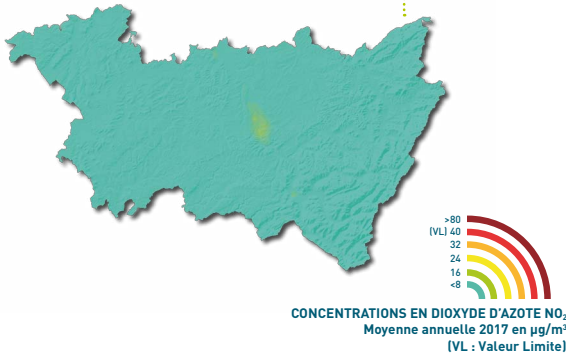 >80
(VL) 40
32
24
16
<8
CONCENTRATIONS EN DIOXYDE D'AZOTE NO₂
Moyenne annuelle 2017 en µg/m³
(VL : Valeur Limite)